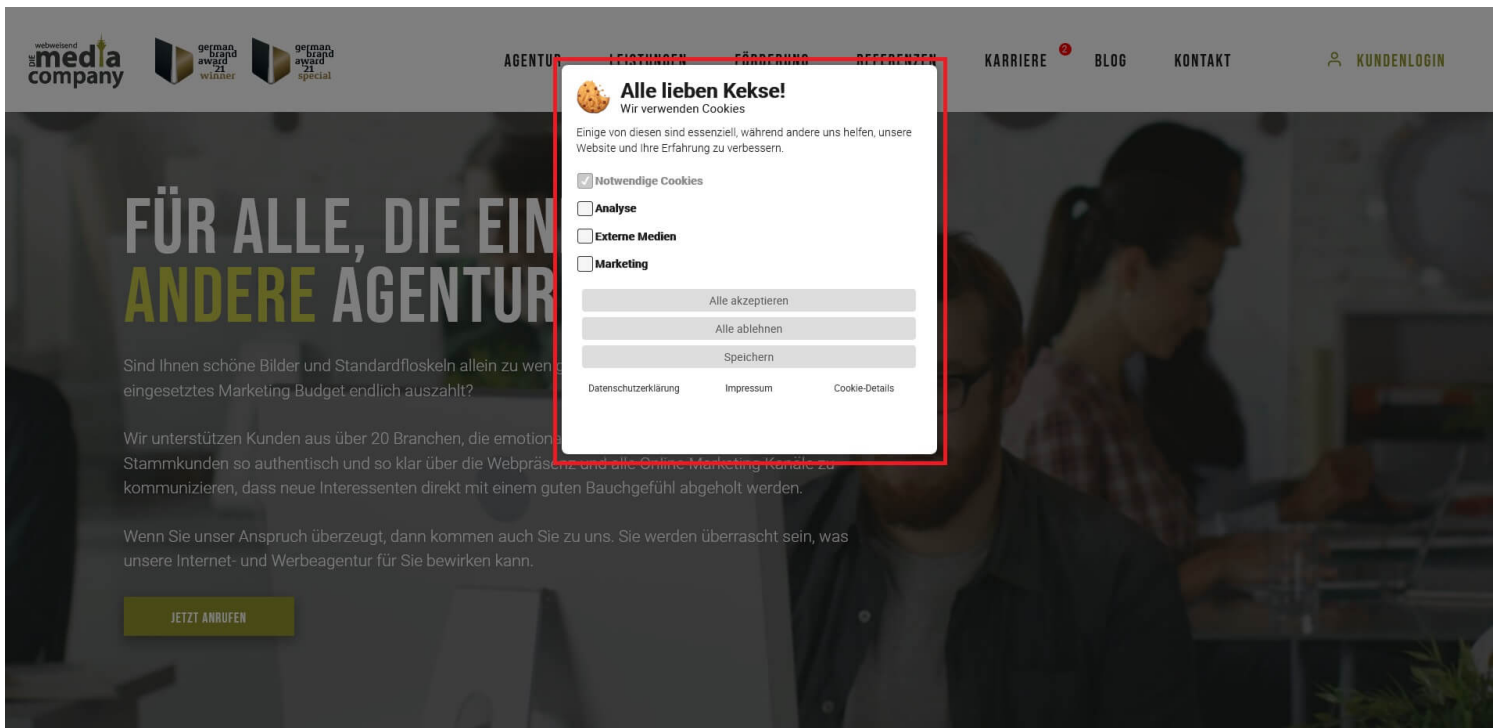 webweisend
DIE media
company
german
brand
award
'21
winner
german
brand
award
'21
special
AGENTUR
LEISTUNGEN
FÖRDERUNG
REFERENZEN
KARRIERE 2
BLOG
KONTAKT
KUNDENLOGIN
Alle lieben Kekse!
Wir verwenden Cookies
Einige von diesen sind essenziell, während andere uns helfen, unsere
Website und Ihre Erfahrung zu verbessern.
Notwendige Cookies
Analyse
Externe Medien
Marketing
Alle akzeptieren
Alle ablehnen
Speichern
Datenschutzerklärung
Impressum
Cookie-Details
FÜR ALLE, DIE EIN
ANDERE AGENTUR
Sind Ihnen schöne Bilder und Standardfloskeln allein zu wenig
eingesetztes Marketing Budget endlich auszahlt?
Wir unterstützen Kunden aus über 20 Branchen, die emotiona
Stammkunden so authentisch und so klar über die Webpräsenz und alle Online Marketing Kanäle zu
kommunizieren, dass neue Interessenten direkt mit einem guten Bauchgefühl abgeholt werden.
Wenn Sie unser Anspruch überzeugt, dann kommen auch Sie zu uns. Sie werden überrascht sein, was
unsere Internet- und Werbeagentur für Sie bewirken kann.
JETZT ANRUFEN